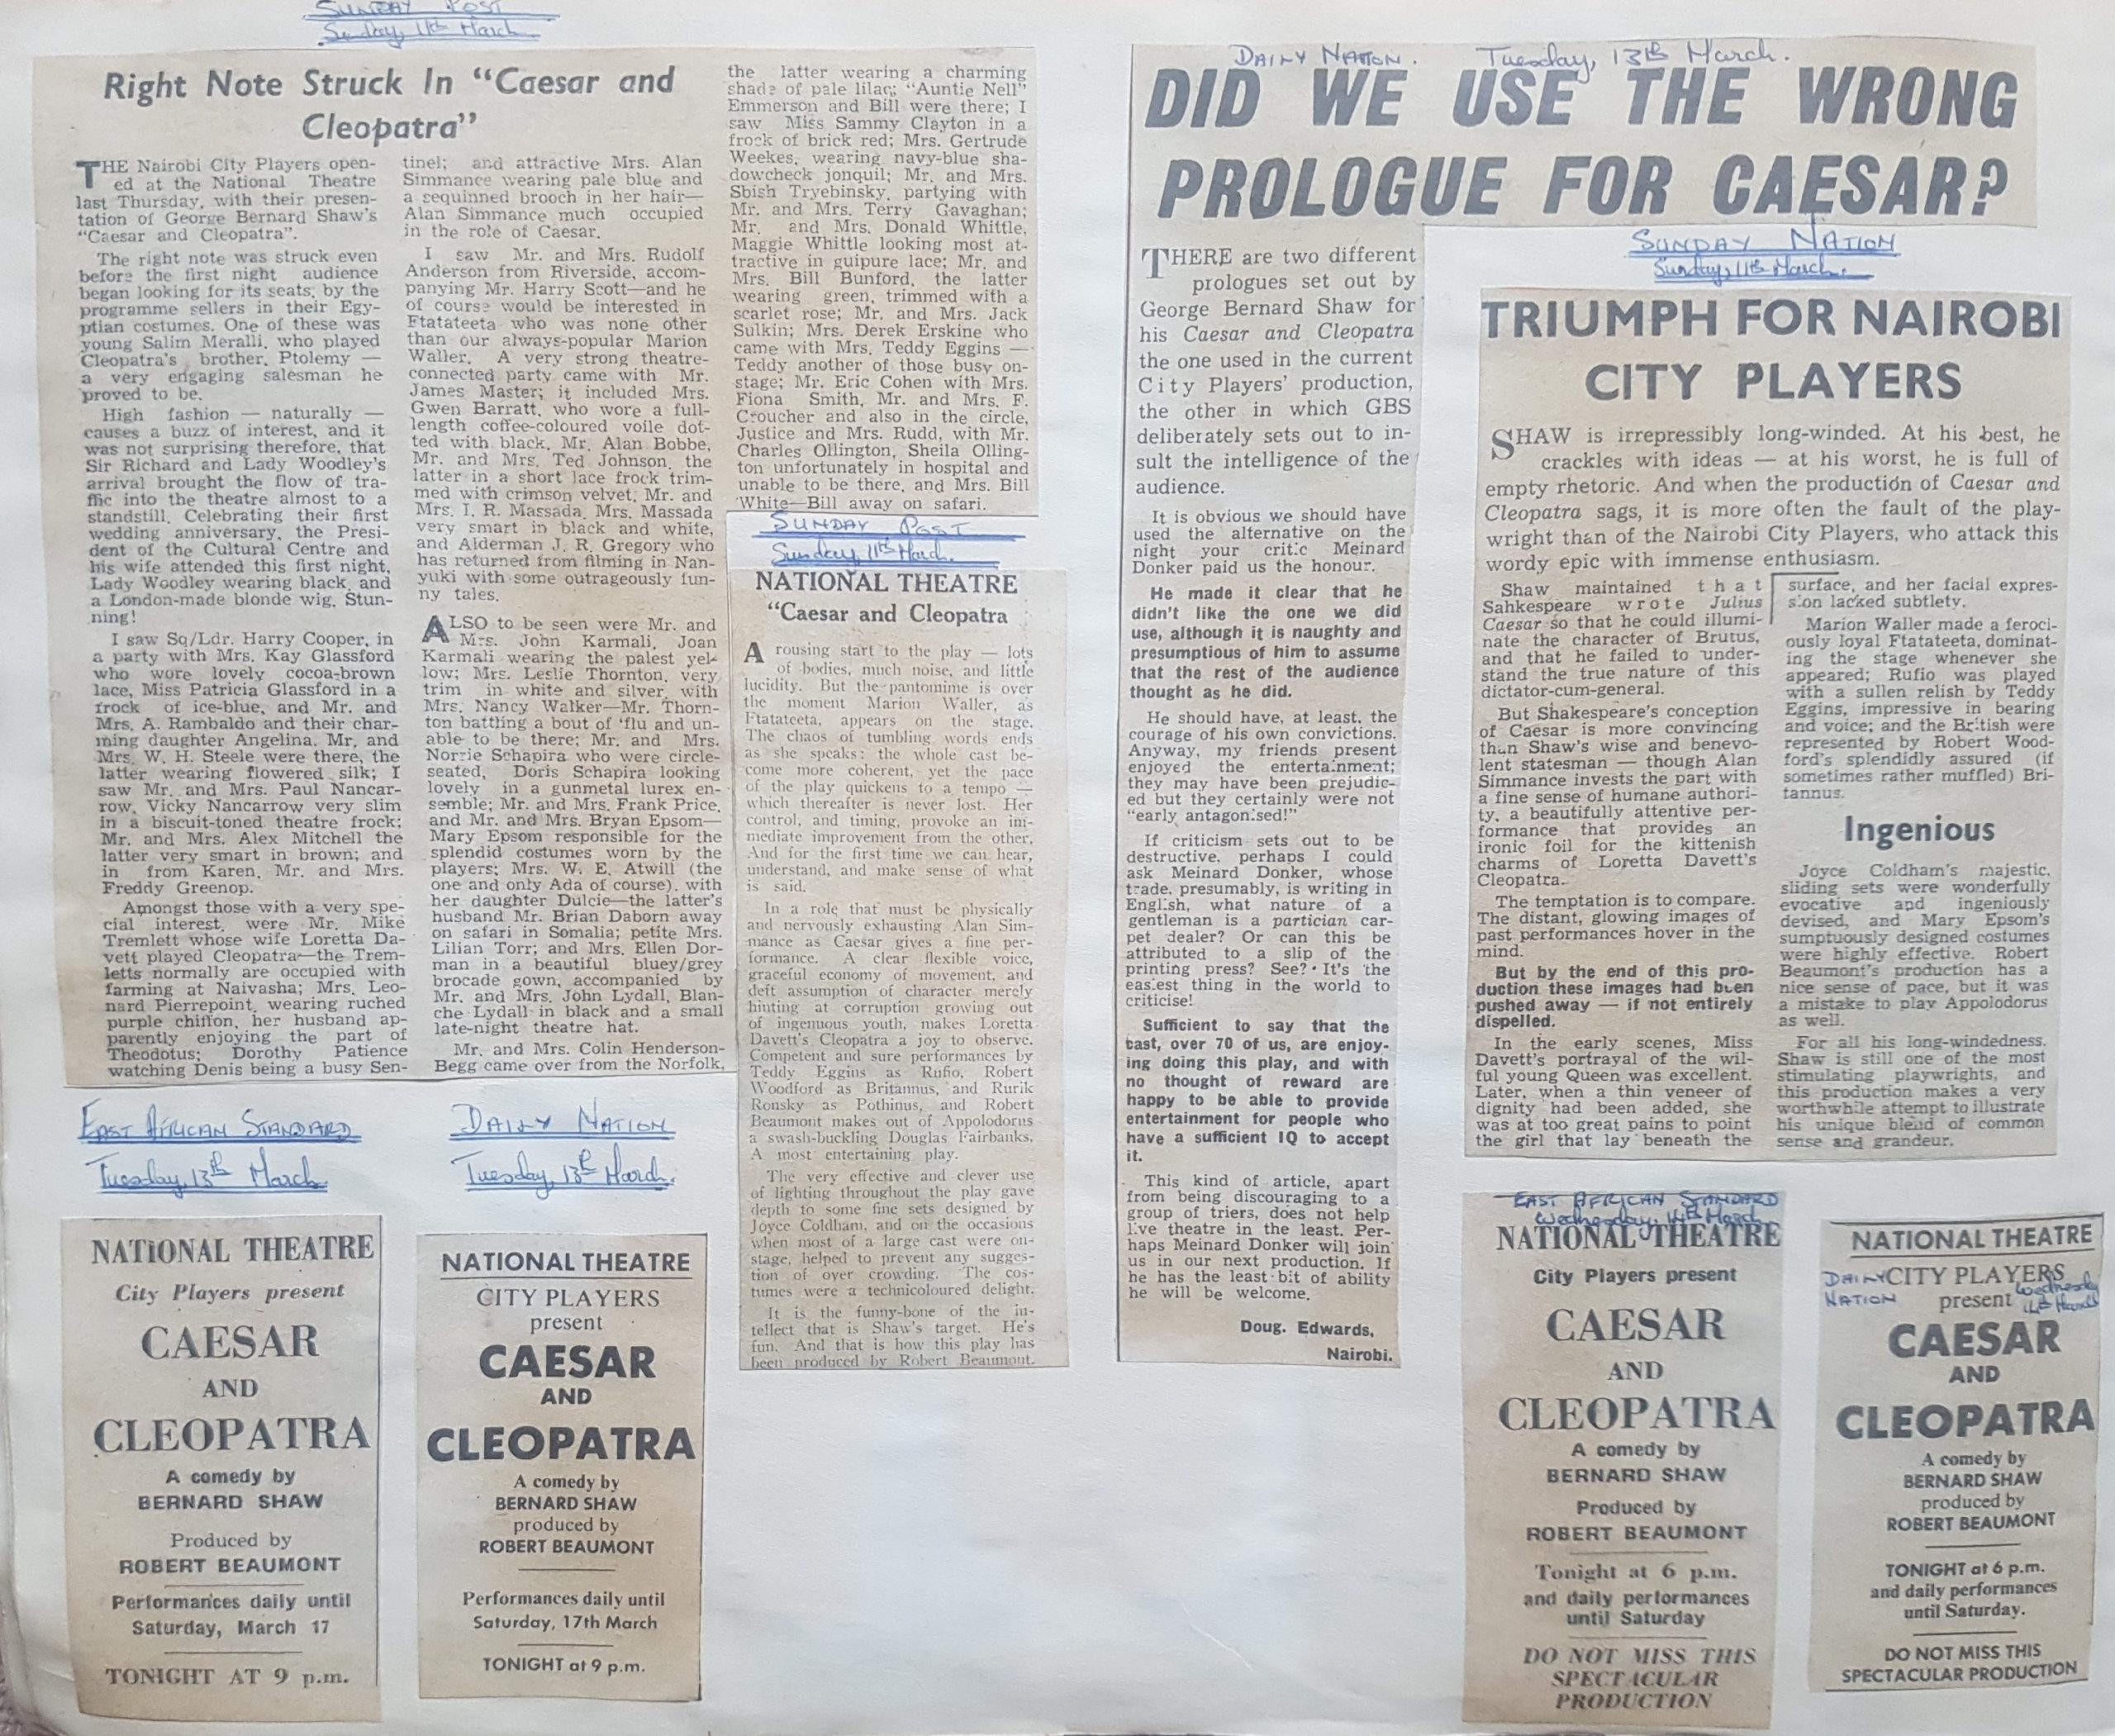 SUNDAY POST
Sunday, 11th March
Right Note Struck In "Caesar and
Cleopatra"
THE Nairobi City Players open-
ed at the National Theatre
last Thursday, with their presen-
tation of George Bernard Shaw's
"Caesar and Cleopatra".
The right note was struck even
before the first night audience
began looking for its seats, by the
programme sellers in their Egy-
ptian costumes. One of these was
young Salim Meralli, who played
Cleopatra's brother, Ptolemy —
a very engaging salesman he
proved to be.
High fashion — naturally —
causes a buzz of interest, and it
was not surprising therefore, that
Sir Richard and Lady Woodley's
arrival brought the flow of tra-
ffic into the theatre almost to a
standstill. Celebrating their first
wedding anniversary, the Presi-
dent of the Cultural Centre and
his wife attended this first night,
Lady Woodley wearing black, and
a London-made blonde wig. Stun-
ning!
I saw Sq/Ldr. Harry Cooper, in
a party with Mrs. Kay Glassford
who wore lovely cocoa-brown
lace, Miss Patricia Glassford in a
frock of ice-blue, and Mr. and
Mrs. A. Rambaldo and their char-
ming daughter Angelina. Mr. and
Mrs. W. H. Steele were there, the
latter wearing flowered silk; I
saw Mr. and Mrs. Paul Nancar-
row, Vicky Nancarrow very slim
in a biscuit-toned theatre frock;
Mr. and Mrs. Alex Mitchell the
latter very smart in brown; and
in from Karen, Mr. and Mrs.
Freddy Greenop.
Amongst those with a very spe-
cial interest, were Mr. Mike
Tremlett whose wife Loretta Da-
vett played Cleopatra—the Trem-
letts normally are occupied with
farming at Naivasha; Mrs. Leo-
nard Pierrepoint, wearing ruched
purple chiffon, her husband ap-
parently enjoying the part of
Theodotus; Dorothy Patience
watching Denis being a busy Sen-
tinel; and attractive Mrs. Alan
Simmance wearing pale blue and
a sequinned brooch in her hair—
Alan Simmance much occupied
in the role of Caesar.
I saw Mr. and Mrs. Rudolf
Anderson from Riverside, accom-
panying Mr. Harry Scott—and he
of course would be interested in
Ftatateeta who was none other
than our always-popular Marion
Waller. A very strong theatre-
connected party came with Mr.
James Master; it included Mrs.
Gwen Barratt, who wore a full-
length coffee-coloured voile dot-
ted with black, Mr. Alan Bobbe,
Mr. and Mrs. Ted Johnson, the
latter in a short lace frock trim-
med with crimson velvet, Mr. and
Mrs. I. R. Massada, Mrs. Massada
very smart in black and white,
and Alderman J. R. Gregory who
has returned from filming in Nan-
yuki with some outrageously fun-
ny tales.
ALSO to be seen were Mr. and
Mrs. John Karmali, Joan
Karmali wearing the palest yel-
low; Mrs. Leslie Thornton, very
trim in white and silver, with
Mrs. Nancy Walker—Mr. Thorn-
ton battling a bout of 'flu and un-
able to be there; Mr. and Mrs.
Norrie Schapira who were circle-
seated, Doris Schapira looking
lovely in a gunmetal lurex en-
semble; Mr. and Mrs. Frank Price,
and Mr. and Mrs. Bryan Epsom—
Mary Epsom responsible for the
splendid costumes worn by the
players; Mrs. W. E. Atwill (the
one and only Ada of course), with
her daughter Dulcie—the latter's
husband Mr. Brian Daborn away
on safari in Somalia; petite Mrs.
Lilian Torr; and Mrs. Ellen Dor-
man in a beautiful bluey/grey
brocade gown, accompanied by
Mr. and Mrs. John Lydall, Blan-
che Lydall in black and a small
late-night theatre hat.
Mr. and Mrs. Colin Henderson-
Begg came over from the Norfolk,
the latter wearing a charming
shade of pale lilac; "Auntie Nell"
Emmerson and Bill were there; I
saw Miss Sammy Clayton in a
frock of brick red; Mrs. Gertrude
Weekes, wearing navy-blue sha-
dowcheck jonquil; Mr. and Mrs.
Sbish Tryebinsky, partying with
Mr. and Mrs. Terry Gavaghan;
Mr. and Mrs. Donald Whittle,
Maggie Whittle looking most at-
tractive in guipure lace; Mr. and
Mrs. Bill Bunford, the latter
wearing green, trimmed with a
scarlet rose; Mr. and Mrs. Jack
Sulkin; Mrs. Derek Erskine who
came with Mrs. Teddy Eggins —
Teddy another of those busy on-
stage; Mr. Eric Cohen with Mrs.
Fiona Smith, Mr. and Mrs. F.
Croucher and also in the circle,
Justice and Mrs. Rudd, with Mr.
Charles Ollington, Sheila Olling-
ton unfortunately in hospital and
unable to be there, and Mrs. Bill
White—Bill away on safari.
SUNDAY POST
Sunday, 11th March.
NATIONAL THEATRE
"Caesar and Cleopatra
A rousing start to the play — lots
of bodies, much noise, and little
lucidity. But the pantomime is over
the moment Marion Waller, as
Ftatateeta, appears on the stage.
The chaos of tumbling words ends
as she speaks: the whole cast be-
come more coherent, yet the pace
of the play quickens to a tempo —
which thereafter is never lost. Her
control, and timing, provoke an im-
mediate improvement from the other.
And for the first time we can hear,
understand, and make sense of what
is said.
In a role that must be physically
and nervously exhausting Alan Sim-
mance as Caesar gives a fine per-
formance. A clear flexible voice,
graceful economy of movement, and
deft assumption of character merely
hinting at corruption growing out
of ingenuous youth, makes Loretta
Davett's Cleopatra a joy to observe.
Competent and sure performances by
Teddy Eggins as Rufio, Robert
Woodford as Britannus, and Rurik
Ronsky as Pothinus, and Robert
Beaumont makes out of Appolodorus
a swash-buckling Douglas Fairbanks.
A most entertaining play.
The very effective and clever use
of lighting throughout the play gave
depth to some fine sets designed by
Joyce Coldham, and on the occasions
when most of a large cast were on-
stage, helped to prevent any sugges-
tion of over crowding. The cos-
tumes were a technicoloured delight.
It is the funny-bone of the in-
tellect that is Shaw's target. He's
fun. And that is how this play has
been produced by Robert Beaumont.
EAST AFRICAN STANDARD
Tuesday, 13th March
NATIONAL THEATRE
City Players present
CAESAR
AND
CLEOPATRA
A comedy by
BERNARD SHAW
Produced by
ROBERT BEAUMONT
Performances daily until
Saturday, March 17
TONIGHT AT 9 p.m.
DAILY NATION
Tuesday, 13th March.
NATIONAL THEATRE
CITY PLAYERS
present
CAESAR
AND
CLEOPATRA
A comedy by
BERNARD SHAW
produced by
ROBERT BEAUMONT
Performances daily until
Saturday, 17th March
TONIGHT at 9 p.m.
DAILY NATION. Tuesday, 13th March.
DID WE USE THE WRONG
PROLOGUE FOR CAESAR?
THERE are two different
prologues set out by
George Bernard Shaw for
his Caesar and Cleopatra
the one used in the current
City Players' production,
the other in which GBS
deliberately sets out to in-
sult the intelligence of the
audience.
It is obvious we should have
used the alternative on the
night your critic Meinard
Donker paid us the honour.
He made it clear that he
didn't like the one we did
use, although it is naughty and
presumptious of him to assume
that the rest of the audience
thought as he did.
He should have, at least, the
courage of his own convictions.
Anyway, my friends present
enjoyed the entertainment;
they may have been prejudic-
ed but they certainly were not
"early antagonised!"
If criticism sets out to be
destructive, perhaps I could
ask Meinard Donker, whose
trade, presumably, is writing in
English, what nature of a
gentleman is a partician car-
pet dealer? Or can this be
attributed to a slip of the
printing press? See? It's the
easiest thing in the world to
criticise!
Sufficient to say that the
cast, over 70 of us, are enjoy-
ing doing this play, and with
no thought of reward are
happy to be able to provide
entertainment for people who
have a sufficient IQ to accept
it.
This kind of article, apart
from being discouraging to a
group of triers, does not help
live theatre in the least. Per-
haps Meinard Donker will join
us in our next production. If
he has the least bit of ability
he will be welcome.
Doug. Edwards,
Nairobi.
SUNDAY NATION
Sunday, 11th March.
TRIUMPH FOR NAIROBI
CITY PLAYERS
SHAW is irrepressibly long-winded. At his best, he
crackles with ideas — at his worst, he is full of
empty rhetoric. And when the production of Caesar and
Cleopatra sags, it is more often the fault of the play-
wright than of the Nairobi City Players, who attack this
wordy epic with immense enthusiasm.
Shaw maintained that
Sahkespeare wrote Julius
Caesar so that he could illumi-
nate the character of Brutus,
and that he failed to under-
stand the true nature of this
dictator-cum-general.
But Shakespeare's conception
of Caesar is more convincing
than Shaw's wise and benevo-
lent statesman — though Alan
Simmance invests the part with
a fine sense of humane authori-
ty, a beautifully attentive per-
formance that provides an
ironic foil for the kittenish
charms of Loretta Davett's
Cleopatra.
The temptation is to compare.
The distant, glowing images of
past performances hover in the
mind.
But by the end of this pro-
duction these images had been
pushed away — if not entirely
dispelled.
In the early scenes, Miss
Davett's portrayal of the wil-
ful young Queen was excellent.
Later, when a thin veneer of
dignity had been added, she
was at too great pains to point
the girl that lay beneath the
surface, and her facial expres-
sion lacked subtlety.
Marion Waller made a feroci-
ously loyal Ftatateeta, dominat-
ing the stage whenever she
appeared; Rufio was played
with a sullen relish by Teddy
Eggins, impressive in bearing
and voice; and the British were
represented by Robert Wood-
ford's splendidly assured (if
sometimes rather muffled) Bri-
tannus.
Ingenious
Joyce Coldham's majestic,
sliding sets were wonderfully
evocative and ingeniously
devised, and Mary Epsom's
sumptuously designed costumes
were highly effective. Robert
Beaumont's production has a
nice sense of pace, but it was
a mistake to play Appolodorus
as well.
For all his long-windedness,
Shaw is still one of the most
stimulating playwrights, and
this production makes a very
worthwhile attempt to illustrate
his unique blend of common
sense and grandeur.
EAST AFRICAN STANDARD
Wednesday, 14th March
NATIONAL THEATRE
City Players present
CAESAR
AND
CLEOPATRA
A comedy by
BERNARD SHAW
Produced by
ROBERT BEAUMONT
Tonight at 6 p.m.
and daily performances
until Saturday
DO NOT MISS THIS
SPECTACULAR
PRODUCTION
NATIONAL THEATRE
DAILY NATION
Wednesday 14th March
CITY PLAYERS
present
CAESAR
AND
CLEOPATRA
A comedy by
BERNARD SHAW
produced by
ROBERT BEAUMONT
TONIGHT at 6 p.m.
and daily performances
until Saturday.
DO NOT MISS THIS
SPECTACULAR PRODUCTION